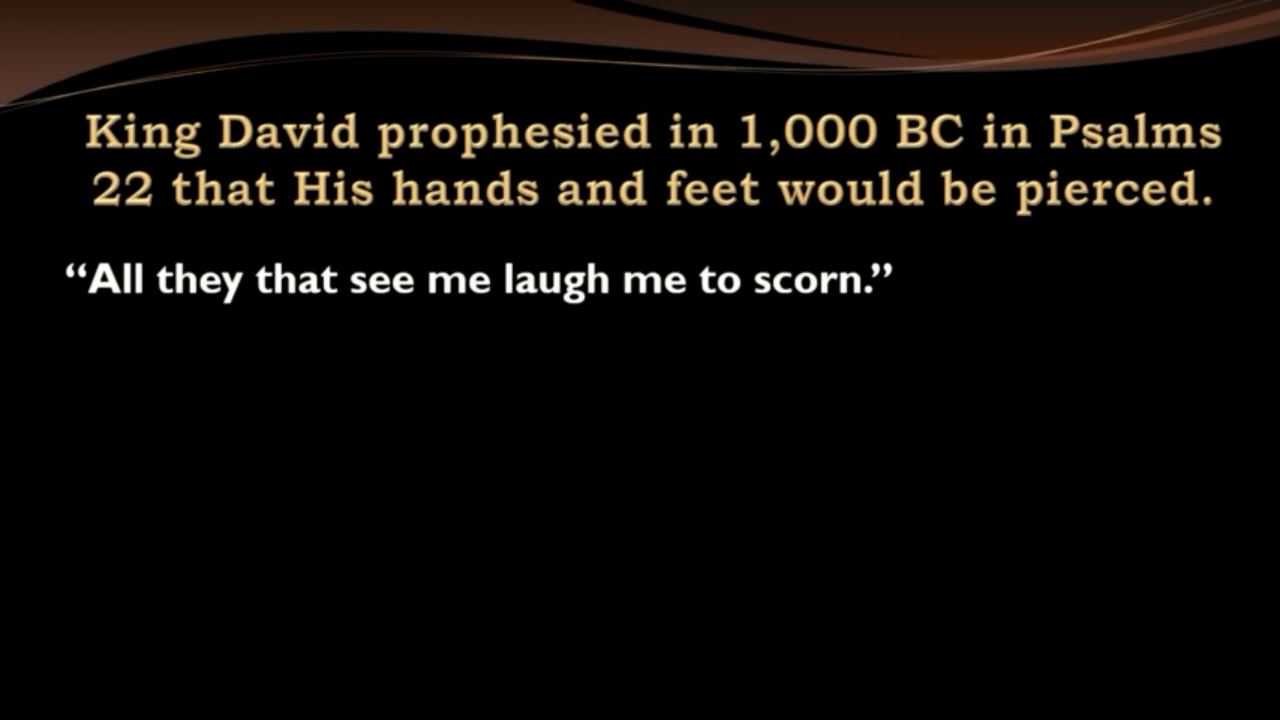 King David prophesied in 1,000 BC in Psalms
22 that His hands and feet would be pierced.
“All they that see me laugh me to scorn.”